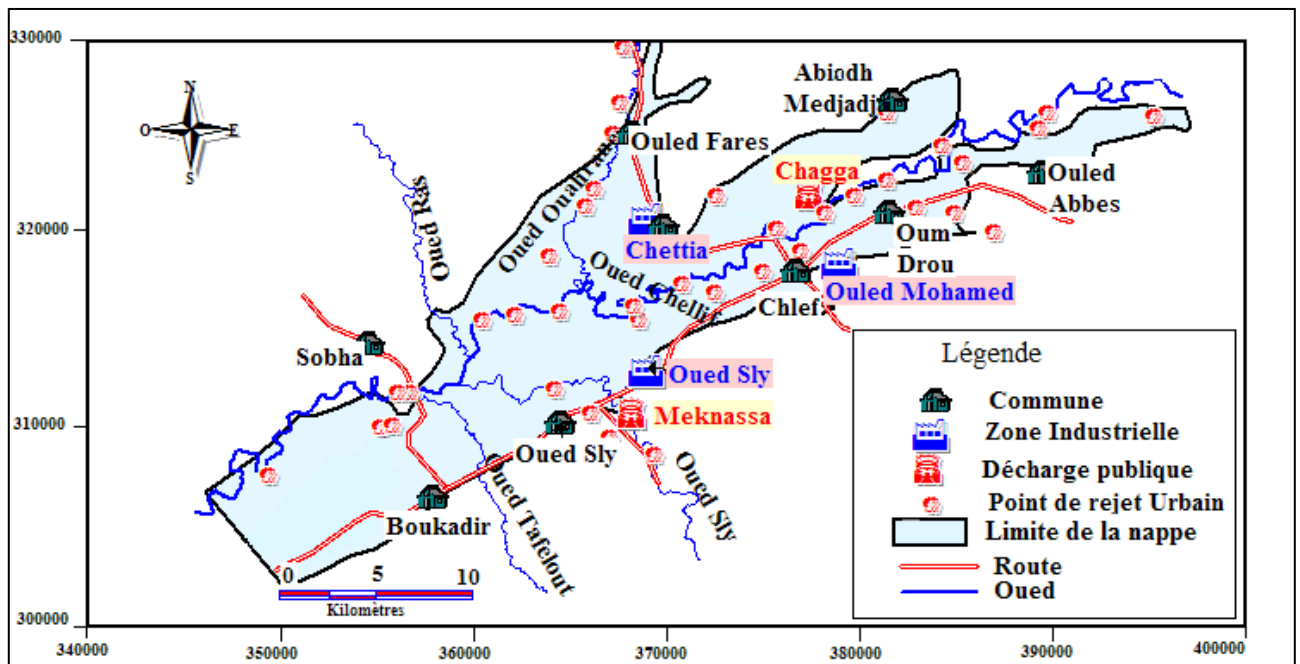 330000
320000
310000
300000
340000
350000
360000
370000
380000
390000
400000
N
O
E
S
Abiodh
Medjadj
Ouled Fares
Oued Ouahrane
Oued Ras
Chagga
Ouled
Abbes
Chettia
Oum
Drou
Oued Chellif
Ouled Mohamed
Chlef
Sobha
Oued Sly
Meknassa
Oued Sly
Oued Sly
Boukadir
Oued Tafelout
0 5 10
Kilomètres
Légende
Commune
Zone Industrielle
Décharge publique
Point de rejet Urbain
Limite de la nappe
Route
Oued